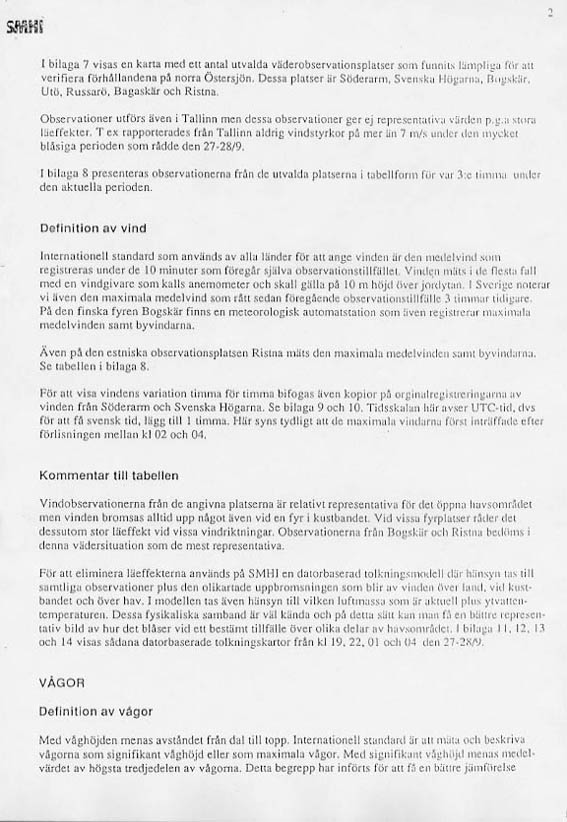 2
SMHI
I bilaga 7 visas en karta med ett antal utvalda väderobservationsplatser som funnits lämpliga för att
verifiera förhållandena på norra Östersjön. Dessa platser är Söderarm, Svenska Högarna, Bogskär,
Utö, Russarö, Bagaskär och Ristna.
Observationer utförs även i Tallinn men dessa observationer ger ej representativa värden p.g.a stora
läeffekter. T ex rapporterades från Tallinn aldrig vindstyrkor på mer än 7 m/s under den mycket
blåsiga perioden som rådde den 27-28/9.
I bilaga 8 presenteras observationerna från de utvalda platserna i tabellform för var 3:e timma under
den aktuella perioden.
Definition av vind
Internationell standard som används av alla länder för att ange vinden är den medelvind som
registreras under de 10 minuter som föregår själva observationstillfället. Vinden mäts i de flesta fall
med en vindgivare som kalls anemometer och skall gälla på 10 m höjd över jordytan. I Sverige noterar
vi även den maximala medelvind som rått sedan föregående observationstillfälle 3 timmar tidigare.
På den finska fyren Bogskär finns en meteorologisk automatstation som även registrerar maximala
medelvinden samt byvindarna.
Även på den estniska observationsplatsen Ristna mäts den maximala medelvinden samt byvindarna.
Se tabellen i bilaga 8.
För att visa vindens variation timma för timma bifogas även kopior på orginalregistreringarna av
vinden från Söderarm och Svenska Högarna. Se bilaga 9 och 10. Tidsskalan här avser UTC-tid, dvs
för att få svensk tid, lägg till 1 timma. Här syns tydligt att de maximala vindarna först inträffade efter
förlisningen mellan kl 02 och 04.
Kommentar till tabellen
Vindobservationerna från de angivna platserna är relativt representativa för det öppna havsområdet
men vinden bromsas alltid upp något även vid en fyr i kustbandet. Vid vissa fyrplatser råder det
dessutom stor läeffekt vid vissa vindriktningar. Observationerna från Bogskär och Ristna bedöms i
denna vädersituation som de mest representativa.
För att eliminera läeffekterna används på SMHI en datorbaserad tolkningsmodell där hänsyn tas till
samtliga observationer plus den olikartade uppbromsningen som blir av vinden över land, vid kust-
bandet och över hav. I modellen tas även hänsyn till vilken luftmassa som är aktuell plus ytvatten-
temperaturen. Dessa fysikaliska samband är väl kända och på detta sätt kan man få en bättre represen-
tativ bild av hur det blåser vid ett bestämt tillfälle över olika delar av havsområdet. I bilaga 11, 12, 13
och 14 visas sådana datorbaserade tolkningskartor från kl 19, 22, 01 och 04 den 27-28/9.
VÅGOR
Definition av vågor
Med våghöjden menas avståndet från dal till topp. Internationell standard är att mäta och beskriva
vågorna som signifikant våghöjd eller som maximala vågor. Med signifikant våghöjd menas medel-
värdet av högsta tredjedelen av vågorna. Detta begrepp har införts för att få en bättre jämförelse